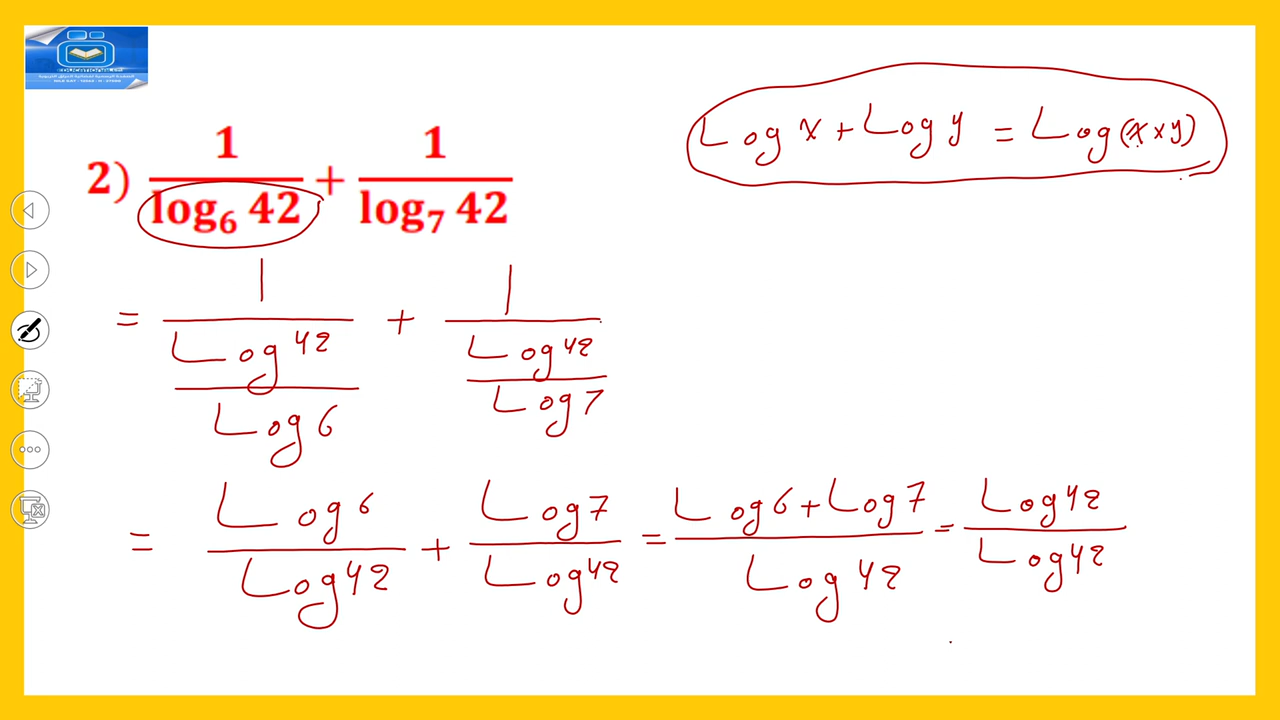 EDUCATIONAL
Log x + Log y = Log(x × y)
2) 1/log₆ 42 + 1/log₇ 42
= 1/(Log 42/Log 6) + 1/(Log 42/Log 7)
= Log 6/Log 42 + Log 7/Log 42 = (Log 6 + Log 7)/Log 42 = Log 42/Log 42